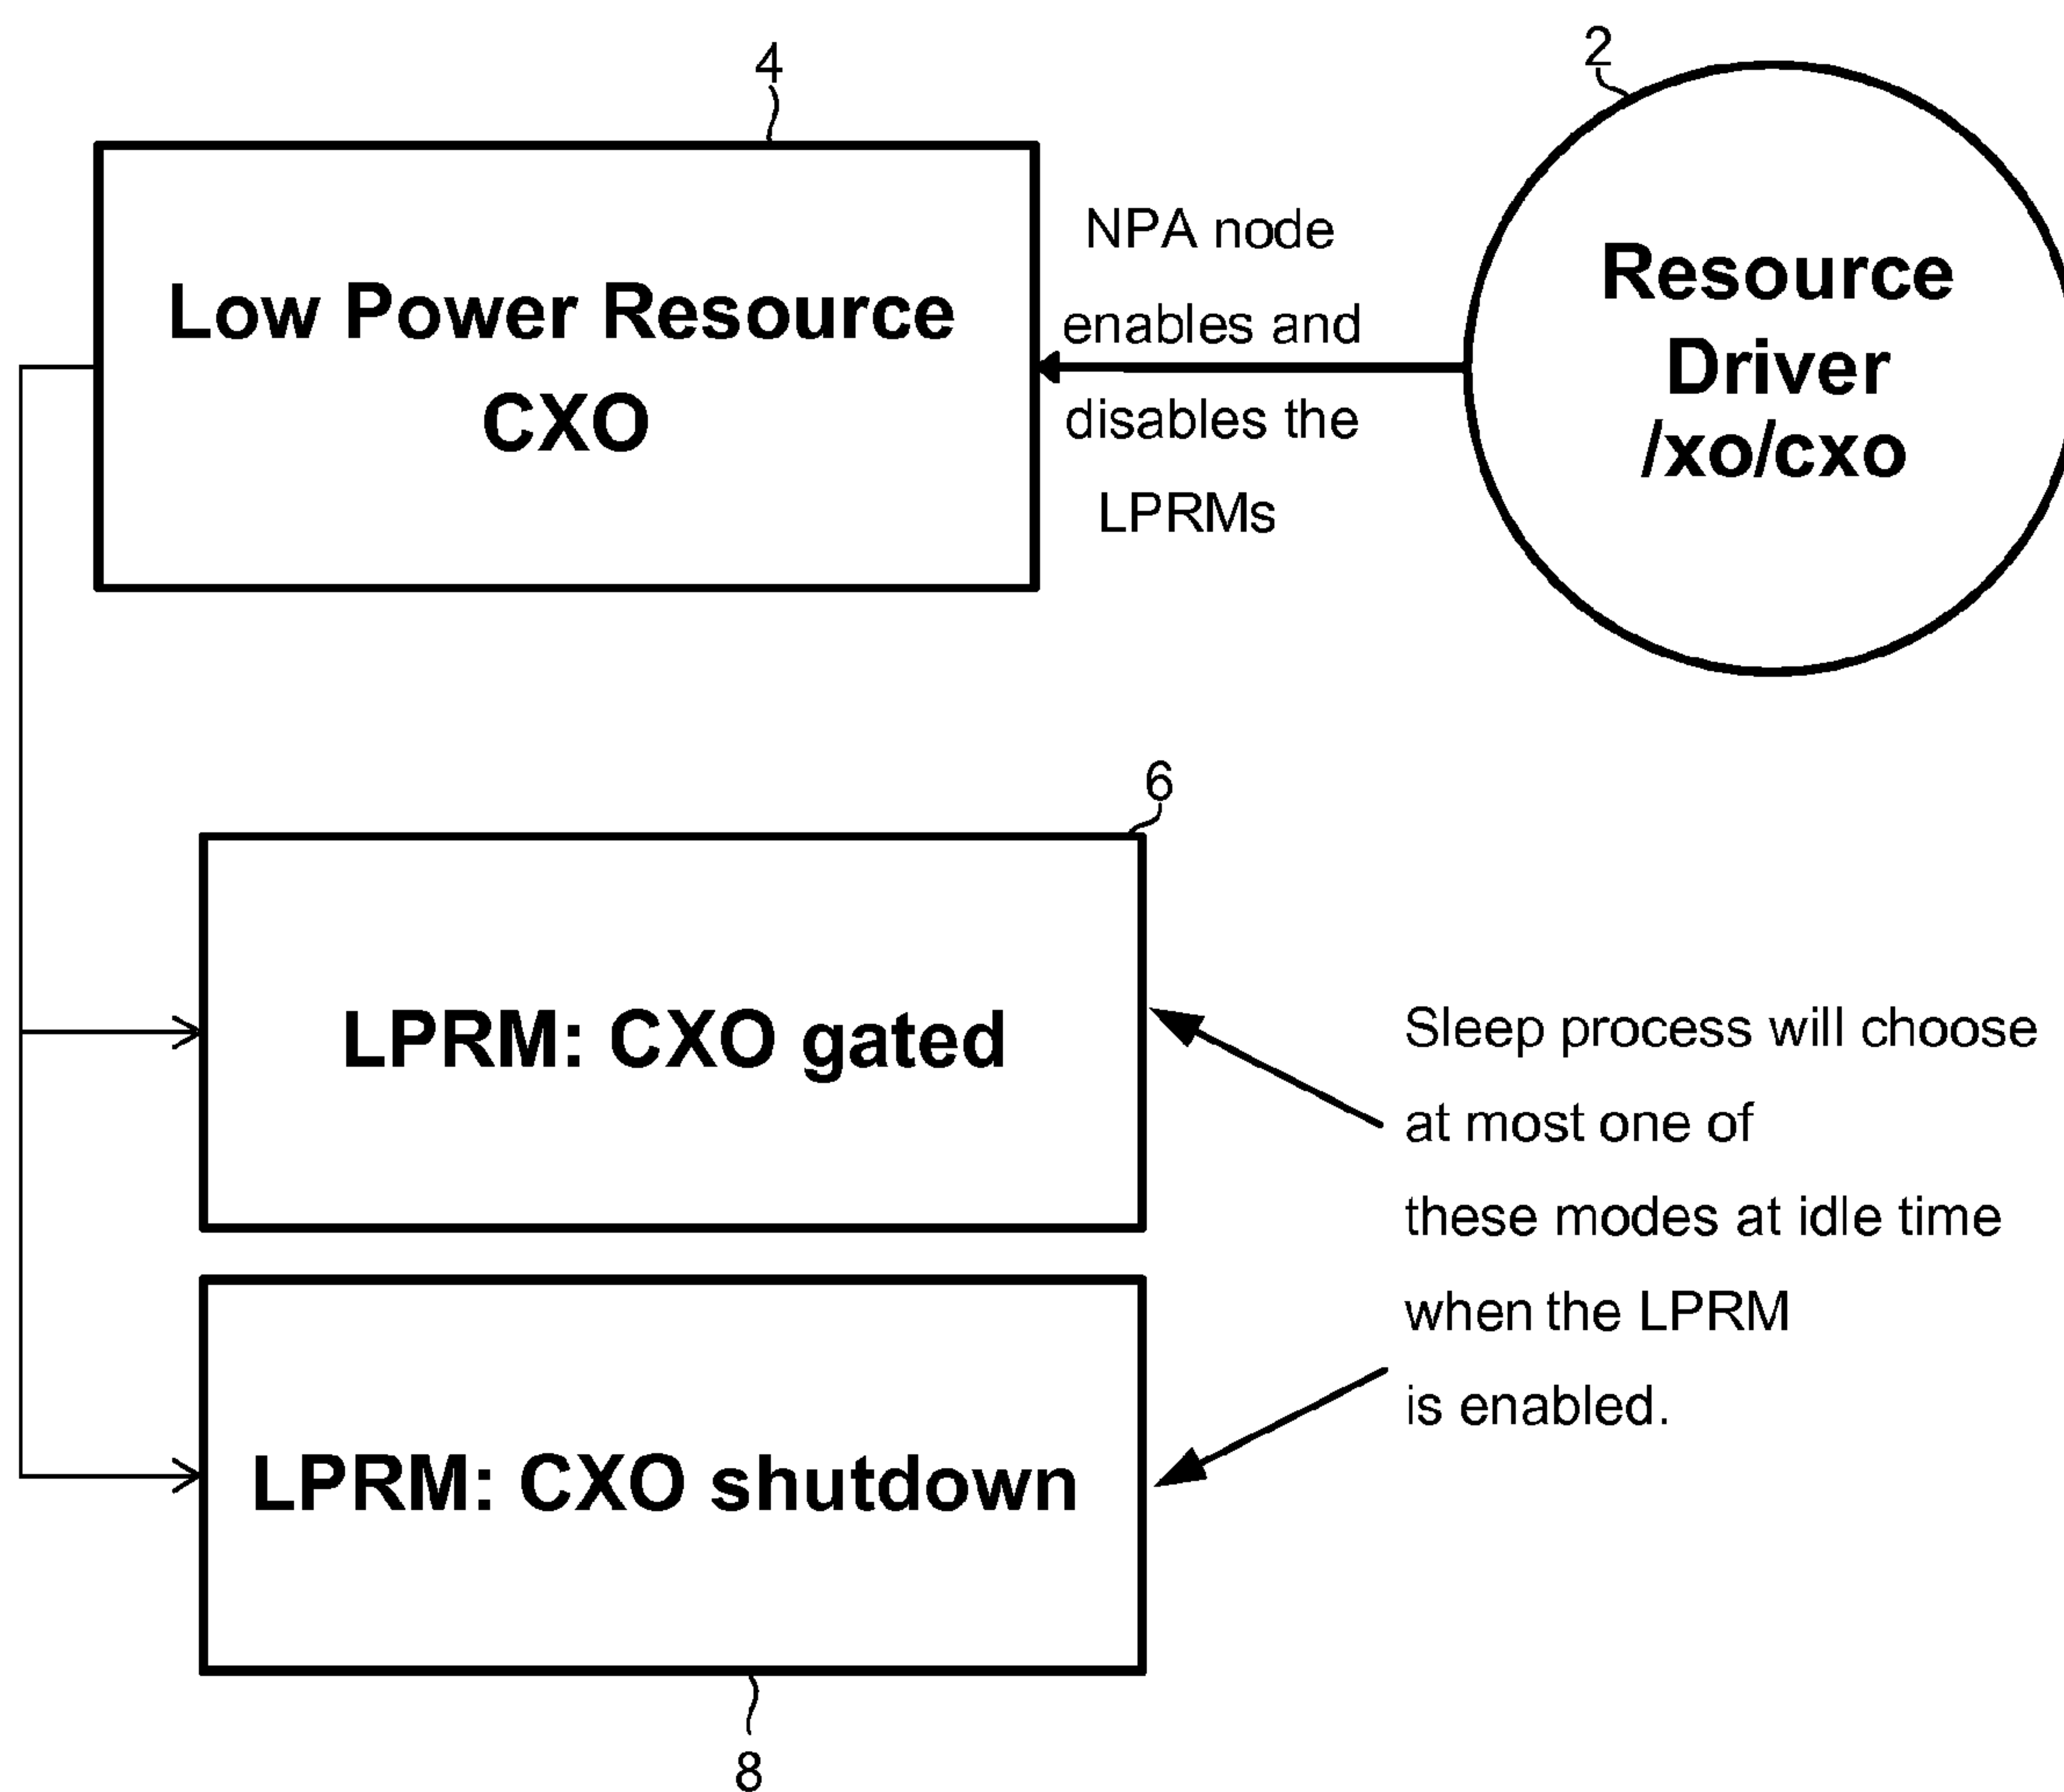 4
2
Low Power Resource
CXO
NPA node
enables and
disables the
LPRMs
Resource
Driver
/xo/cxo
6
LPRM: CXO gated
Sleep process will choose
at most one of
these modes at idle time
when the LPRM
is enabled.
LPRM: CXO shutdown
8